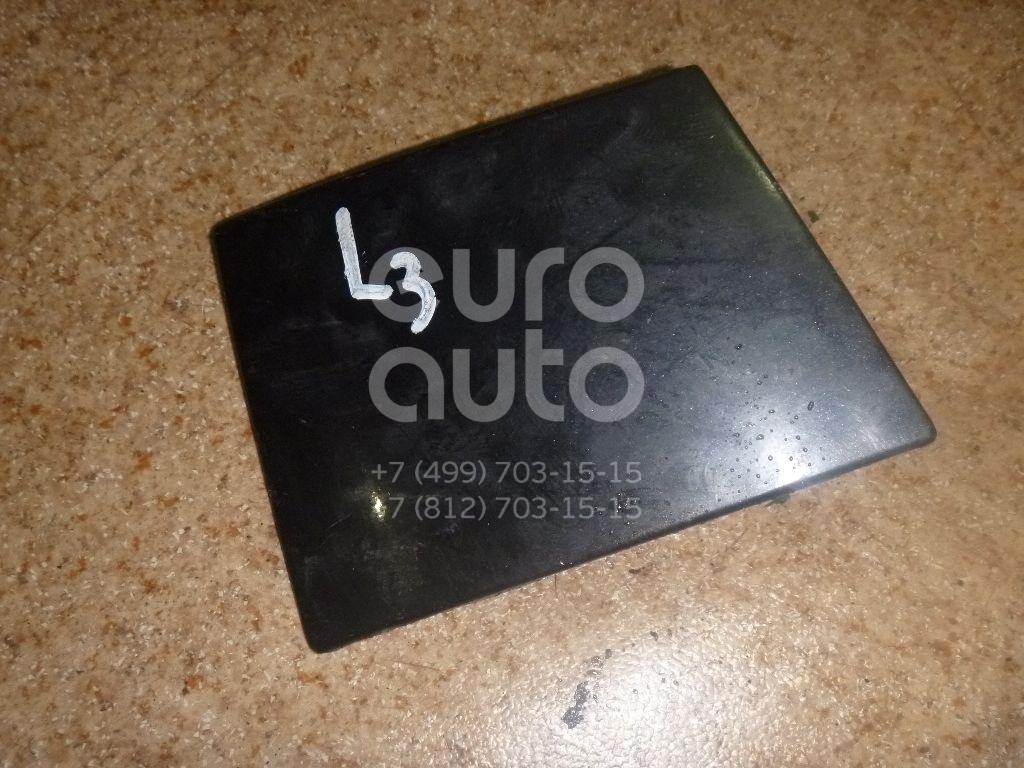 L3
euro
auto
+7 (499) 703-15-15
+7 (812) 703-15-15